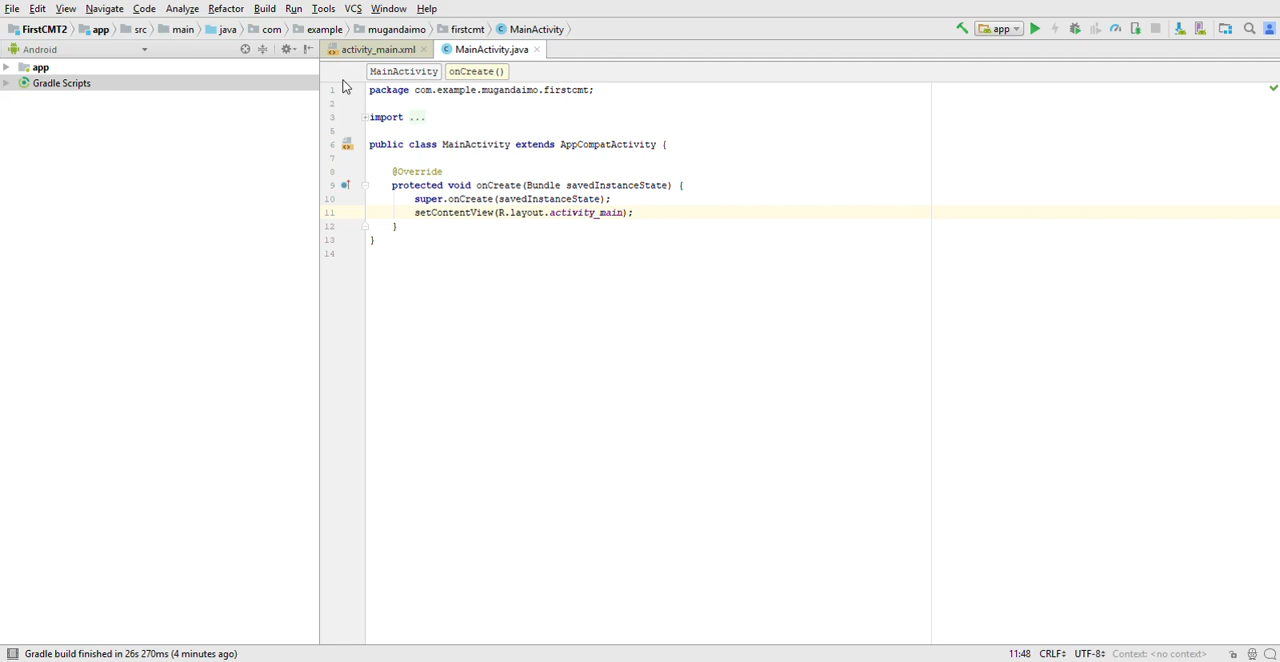 File Edit View Navigate Code Analyze Refactor Build Run Tools VCS Window Help
FirstCMT2 app src main java com example mugandaimo firstcmt MainActivity app
Android activity_main.xml MainActivity.java
app
Gradle Scripts
MainActivity onCreate()
1 package com.example.mugandaimo.firstcmt;
2
3 import ...
5
6 public class MainActivity extends AppCompatActivity {
7
8 @Override
9 protected void onCreate(Bundle savedInstanceState) {
10 super.onCreate(savedInstanceState);
11 setContentView(R.layout.activity_main);
12 }
13 }
14
Gradle build finished in 26s 270ms (4 minutes ago) 11:48 CRLF UTF-8 Context: <no context>